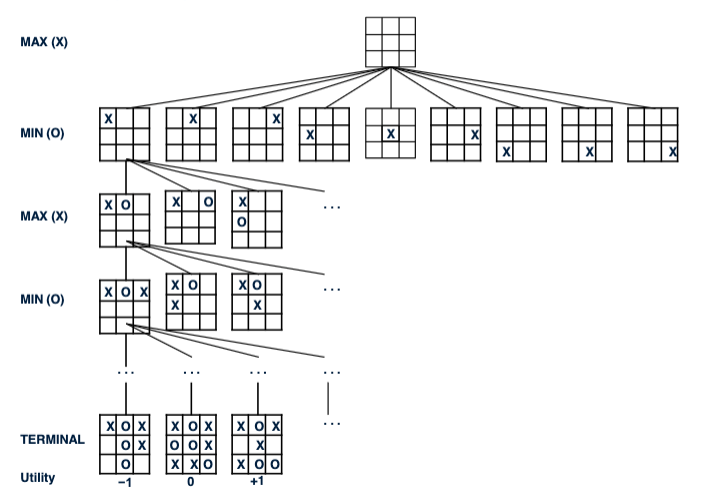 MAX (X)
X X X
MIN (O) X X X
X X X
MAX (X) X O X O X
O
...
MIN (O) X O X X O X O
X X
...
... ... ... ...
...
X O X X O X X O X
TERMINAL O X O O X X
O X X O X O O
Utility −1 0 +1